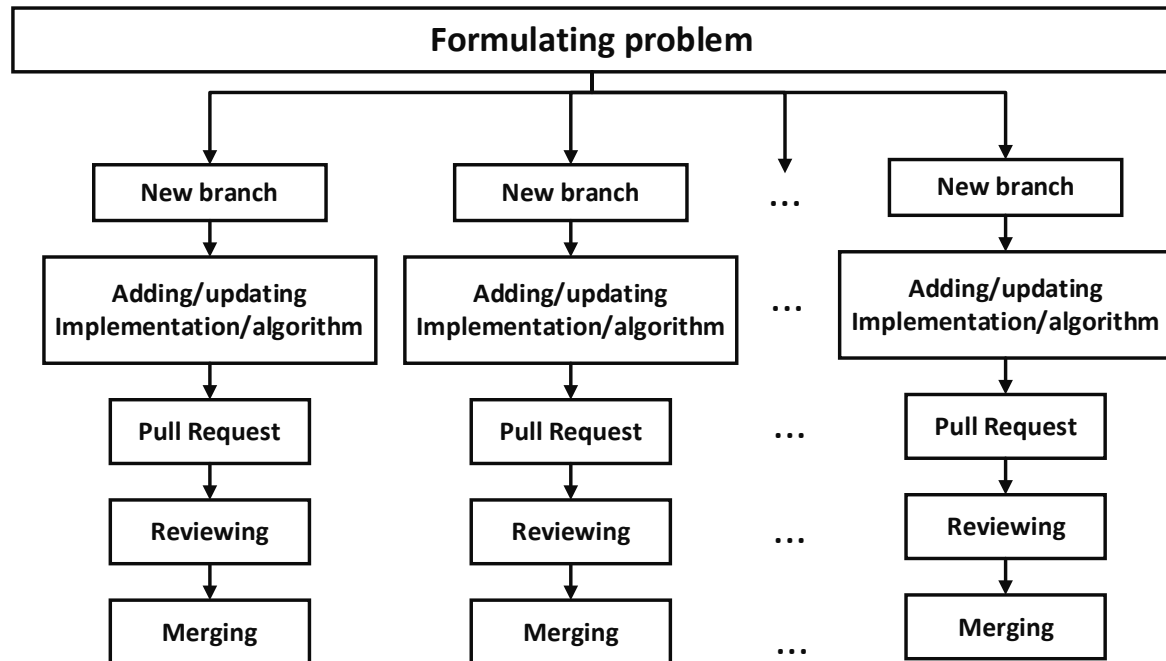 Formulating problem
New branch
New branch
...
New branch
Adding/updating
Implementation/algorithm
Adding/updating
Implementation/algorithm
...
Adding/updating
Implementation/algorithm
Pull Request
Pull Request
...
Pull Request
Reviewing
Reviewing
...
Reviewing
Merging
Merging
...
Merging